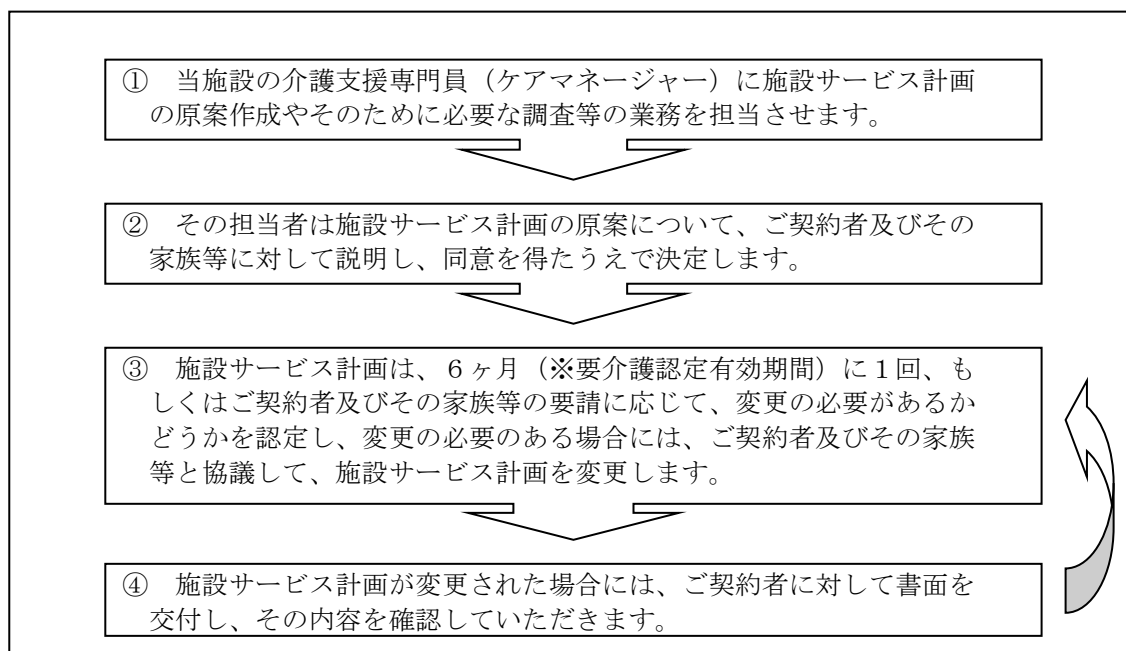 ① 当施設の介護支援専門員（ケアマネージャー）に施設サービス計画
の原案作成やそのために必要な調査等の業務を担当させます。
② その担当者は施設サービス計画の原案について、ご契約者及びその
家族等に対して説明し、同意を得たうえで決定します。
③ 施設サービス計画は、６ヶ月（※要介護認定有効期間）に１回、も
しくはご契約者及びその家族等の要請に応じて、変更の必要があるか
どうかを認定し、変更の必要のある場合には、ご契約者及びその家族
等と協議して、施設サービス計画を変更します。
④ 施設サービス計画が変更された場合には、ご契約者に対して書面を
交付し、その内容を確認していただきます。